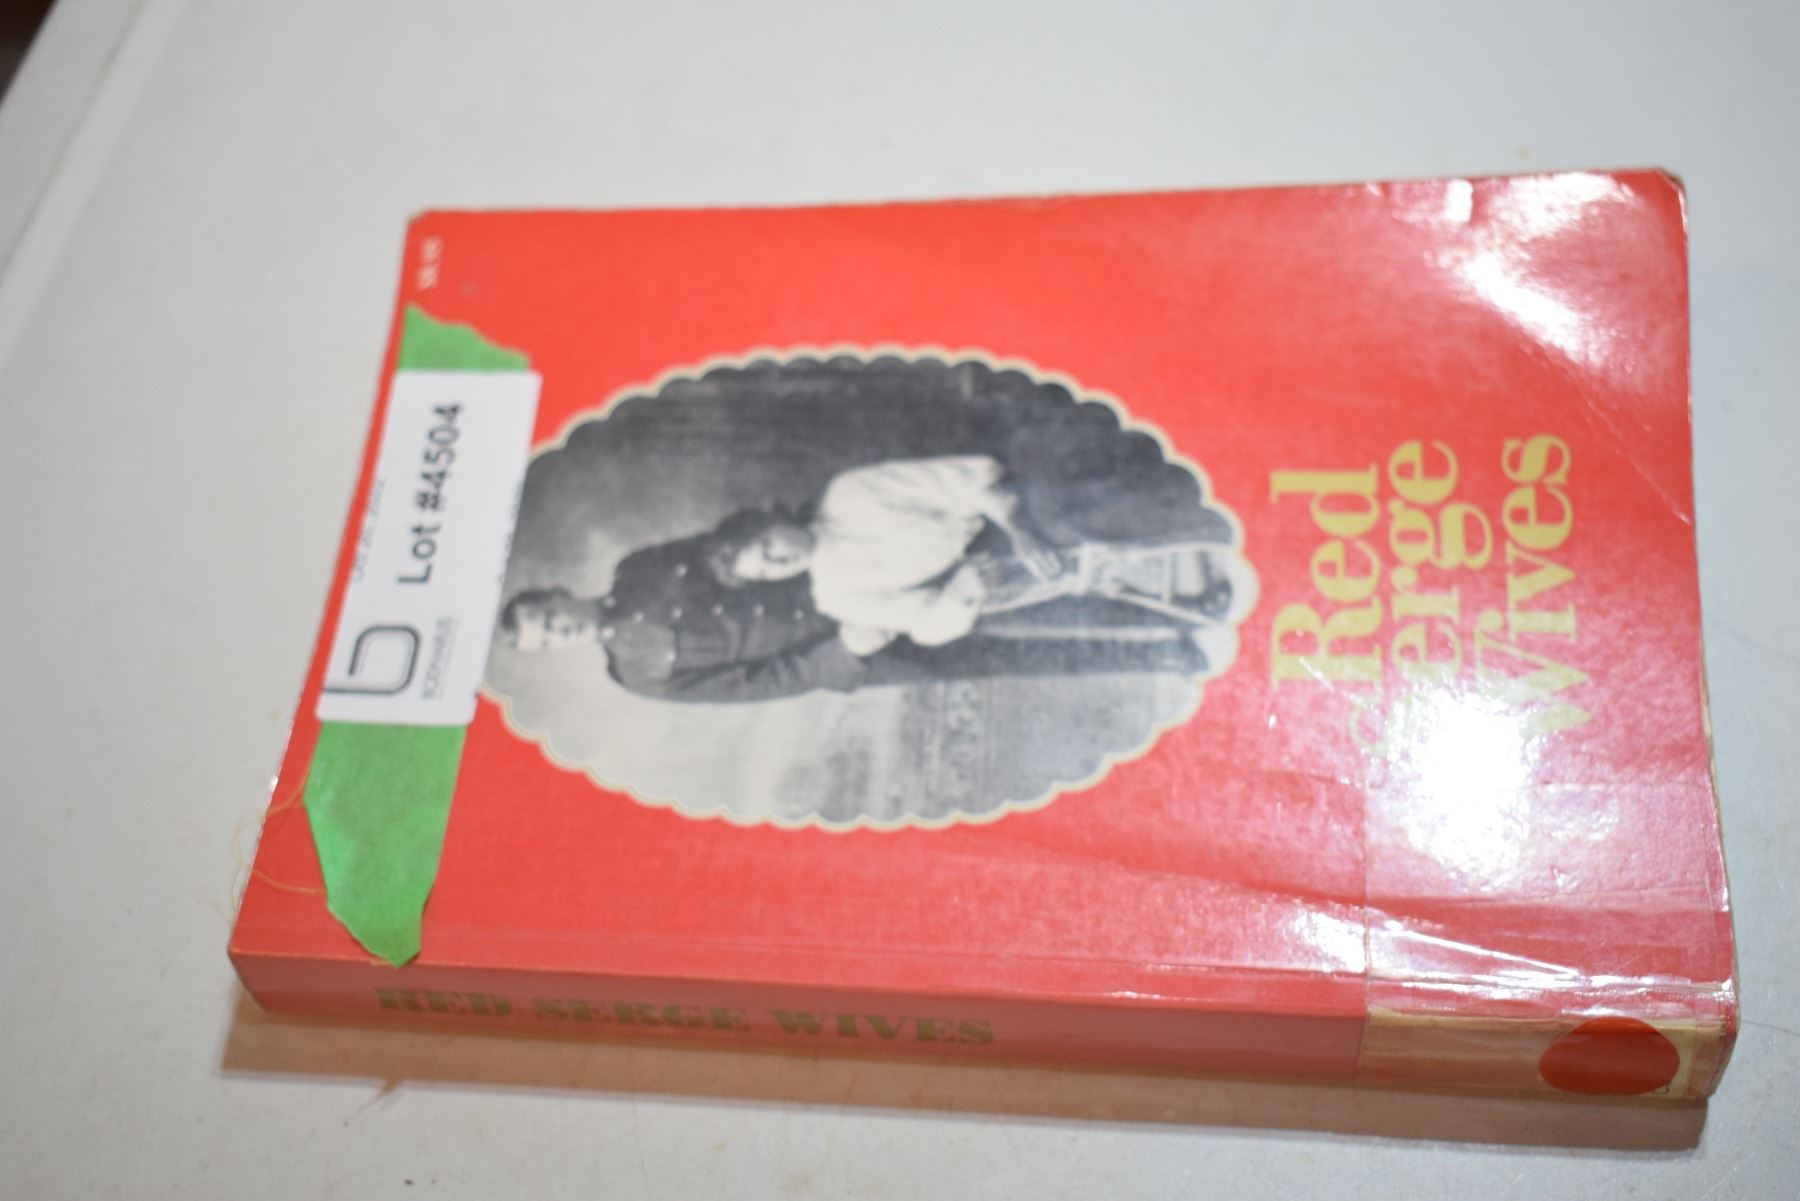 Red
Serge
Wives
Lot #4504
RED SERGE WIVES